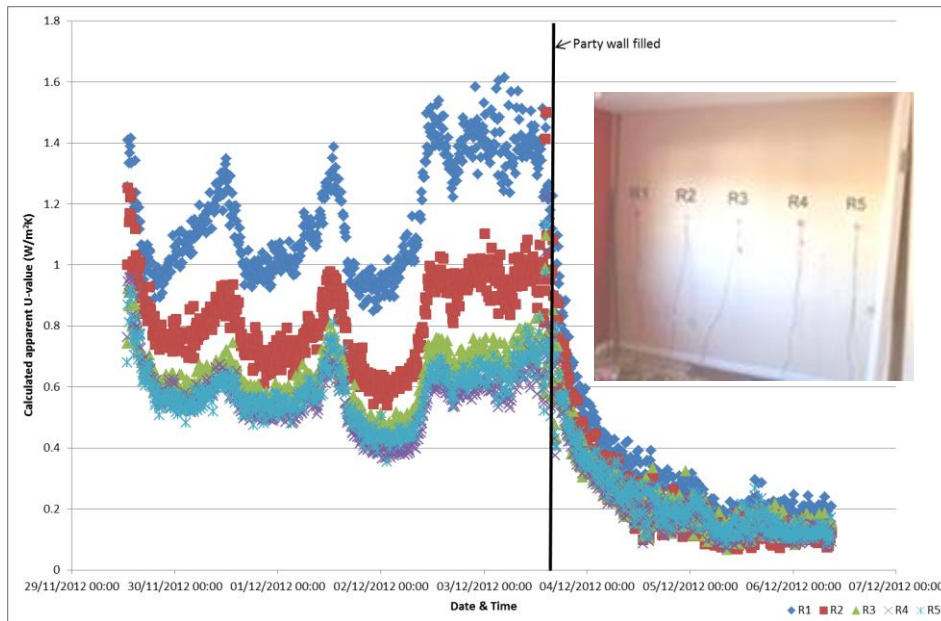 1.8
1.6
1.4
1.2
1
0.8
0.6
0.4
0.2
0
Calculated apparent U-value (W/m²K)
Party wall filled
R1 R2 R3 R4 R5
29/11/2012 00:00 30/11/2012 00:00 01/12/2012 00:00 02/12/2012 00:00 03/12/2012 00:00 04/12/2012 00:00 05/12/2012 00:00 06/12/2012 00:00 07/12/2012 00:00
Date & Time
R1 R2 R3 R4 R5